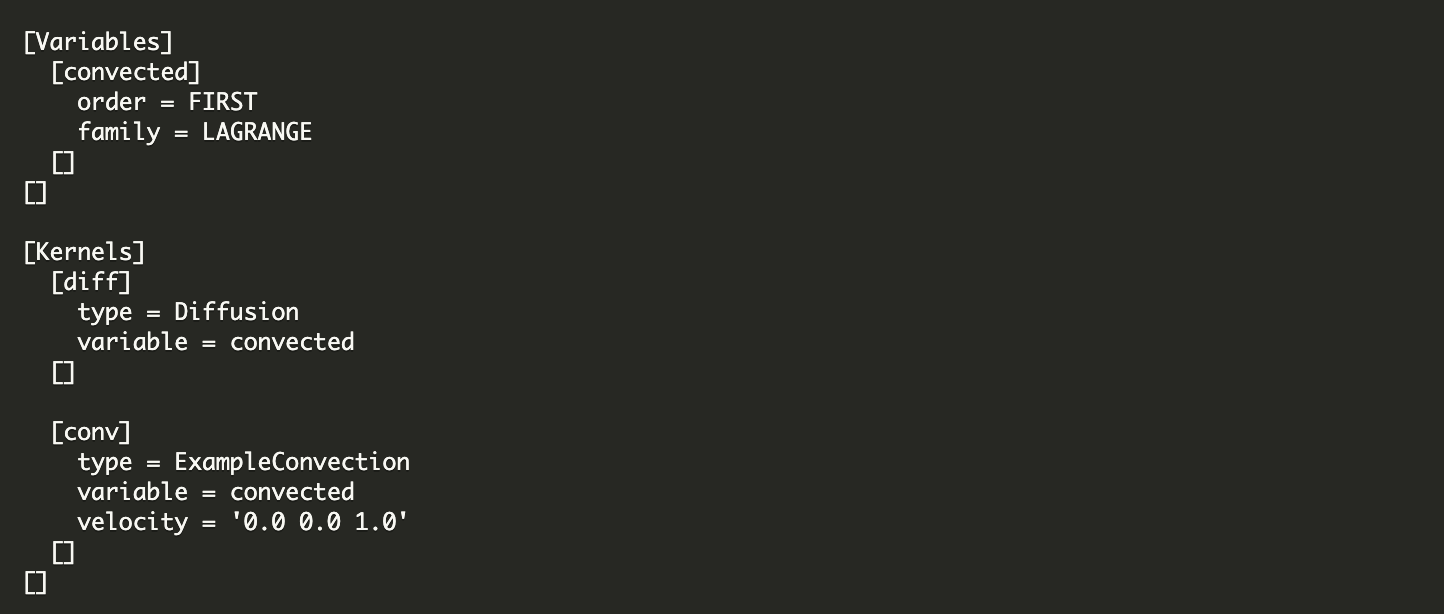 [Variables]
  [convected]
    order = FIRST
    family = LAGRANGE
  []
[]

[Kernels]
  [diff]
    type = Diffusion
    variable = convected
  []

  [conv]
    type = ExampleConvection
    variable = convected
    velocity = '0.0 0.0 1.0'
  []
[]